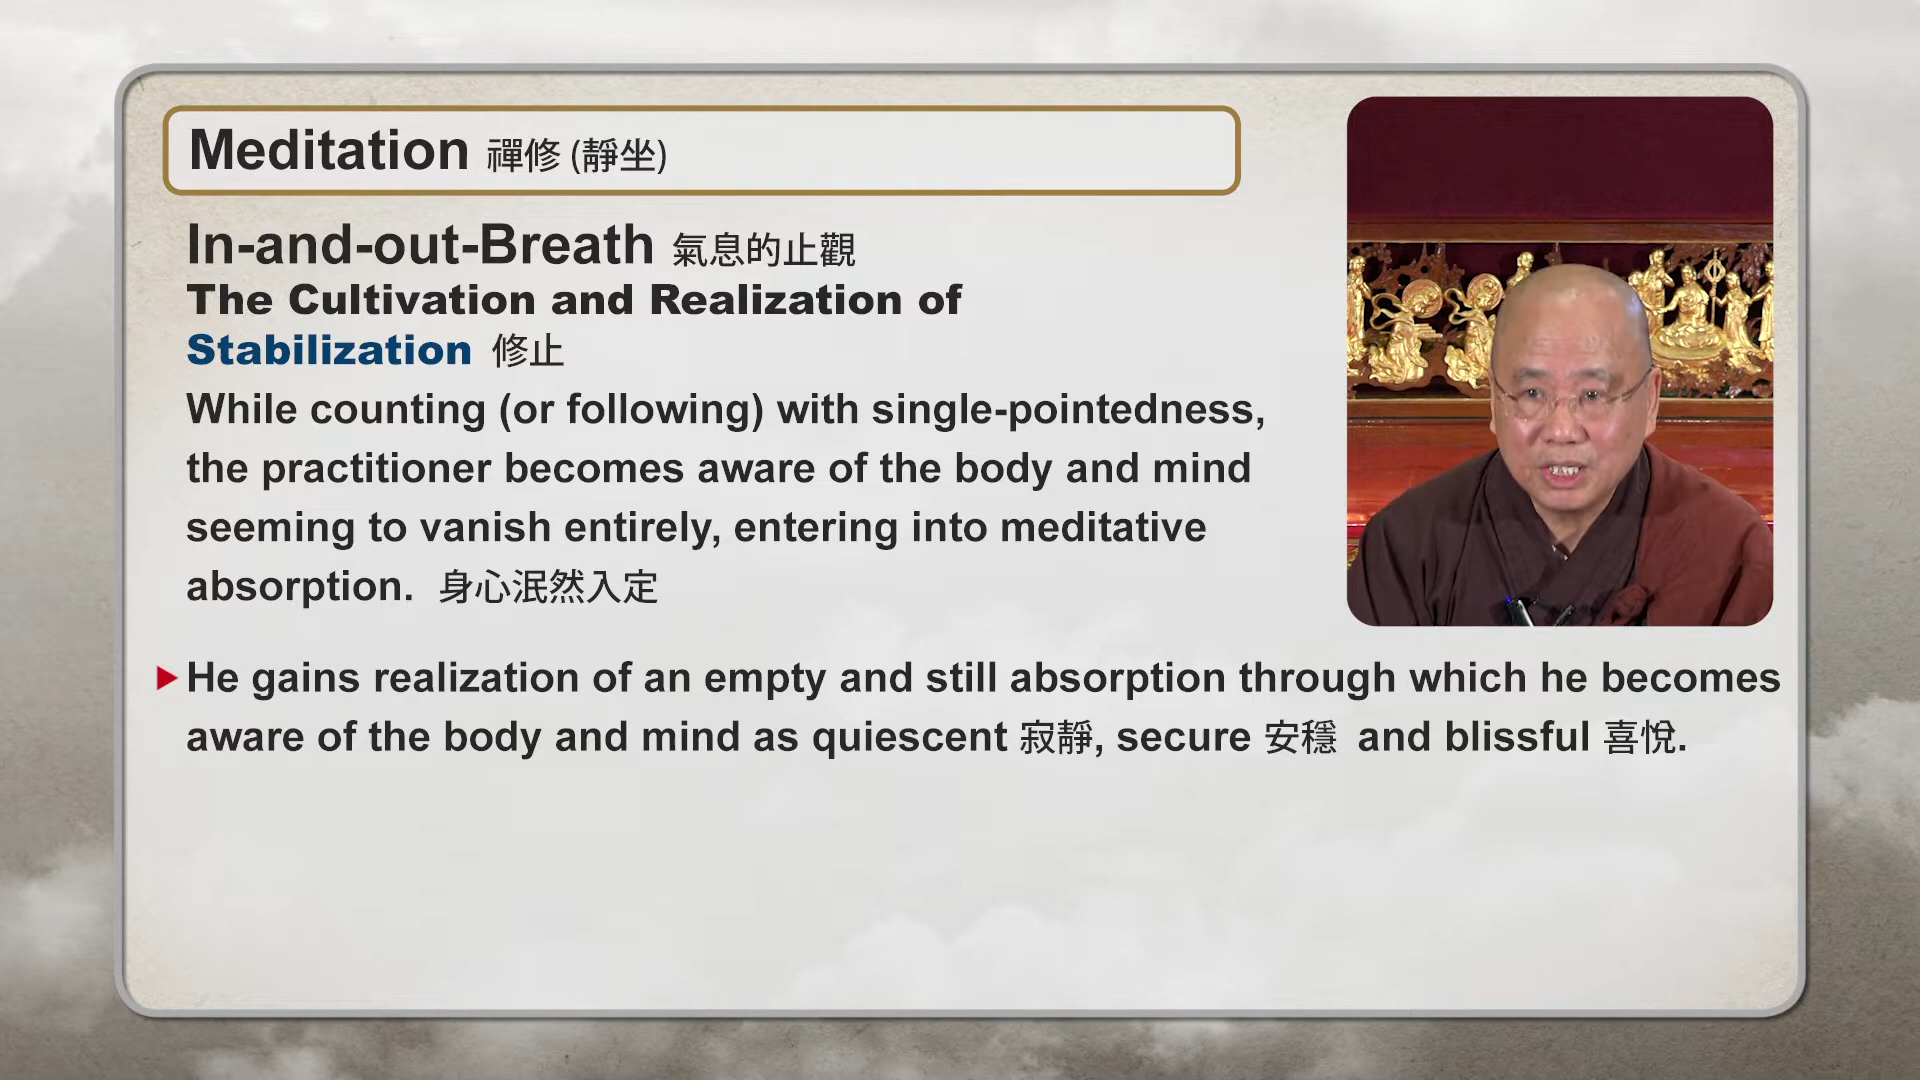 Meditation 禪修 (靜坐)
In-and-out-Breath 氣息的止觀
The Cultivation and Realization of
Stabilization 修止
While counting (or following) with single-pointedness,
the practitioner becomes aware of the body and mind
seeming to vanish entirely, entering into meditative
absorption. 身心泯然入定
He gains realization of an empty and still absorption through which he becomes
aware of the body and mind as quiescent 寂靜, secure 安穩 and blissful 喜悅.